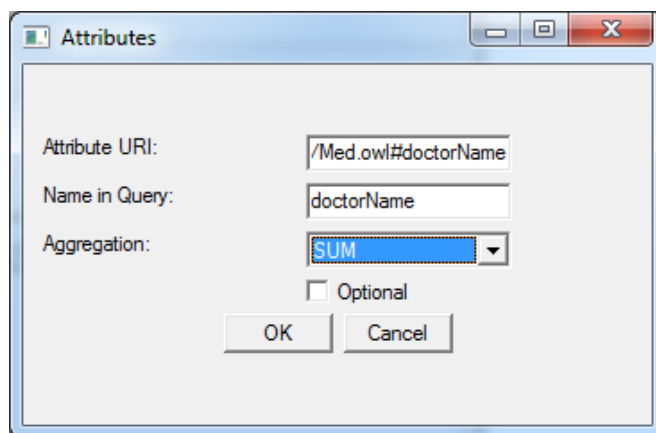 Attributes
Attribute URI: /Med.owl#doctorName
Name in Query: doctorName
Aggregation: SUM
Optional
OK Cancel